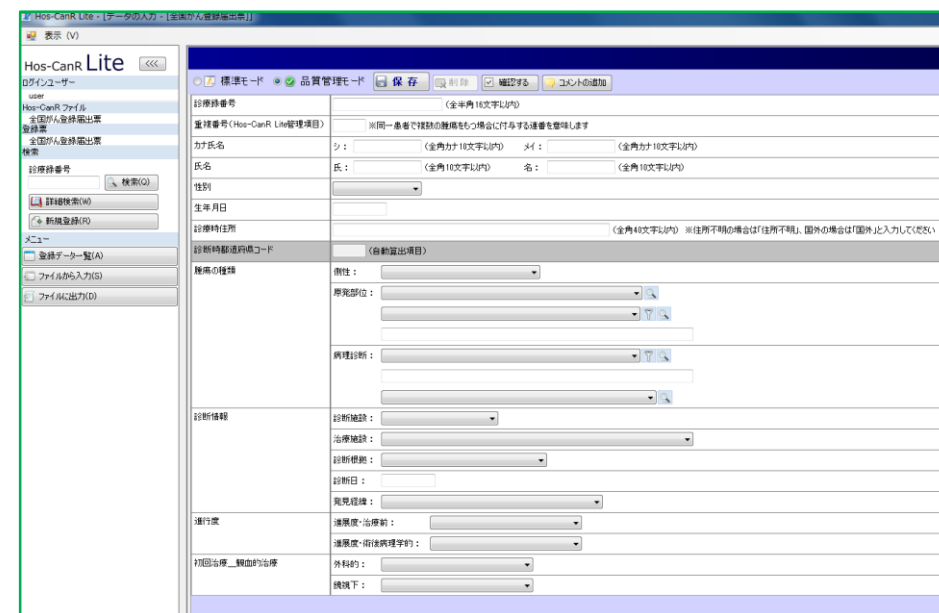 Hos-CanR Lite - [データの入力 - [全国がん登録届出票]]
表示 (V)
Hos-CanR Lite <<<
ログインユーザー
user
Hos-CanR ファイル
全国がん登録届出票
登録票
全国がん登録届出票
検索
診療録番号
検索(Q)
詳細検索(W)
新規登録(R)
メニュー
登録データ一覧(A)
ファイルから入力(S)
ファイルに出力(D)
標準モード 品質管理モード 保存 削除 確認する コメントの追加
診療録番号 (全半角16文字以内)
重複番号(Hos-CanR Lite管理項目) ※同一患者で複数の腫瘍をもつ場合に付与する連番を意味します
カナ氏名 シ： (全角カナ10文字以内) メイ： (全角カナ10文字以内)
氏名 氏： (全角10文字以内) 名： (全角10文字以内)
性別
生年月日
診療時住所 (全角40文字以内) ※住所不明の場合は「住所不明」、国外の場合は「国外」と入力してください
診断時都道府県コード (自動算出項目)
腫瘍の種類 側性：
原発部位：
病理診断：
診断情報 診断施設：
治療施設：
診断根拠：
診断日：
発見経緯：
進行度 進展度・治療前：
進展度・術後病理学的：
初回治療__観血的治療 外科的：
鏡視下：